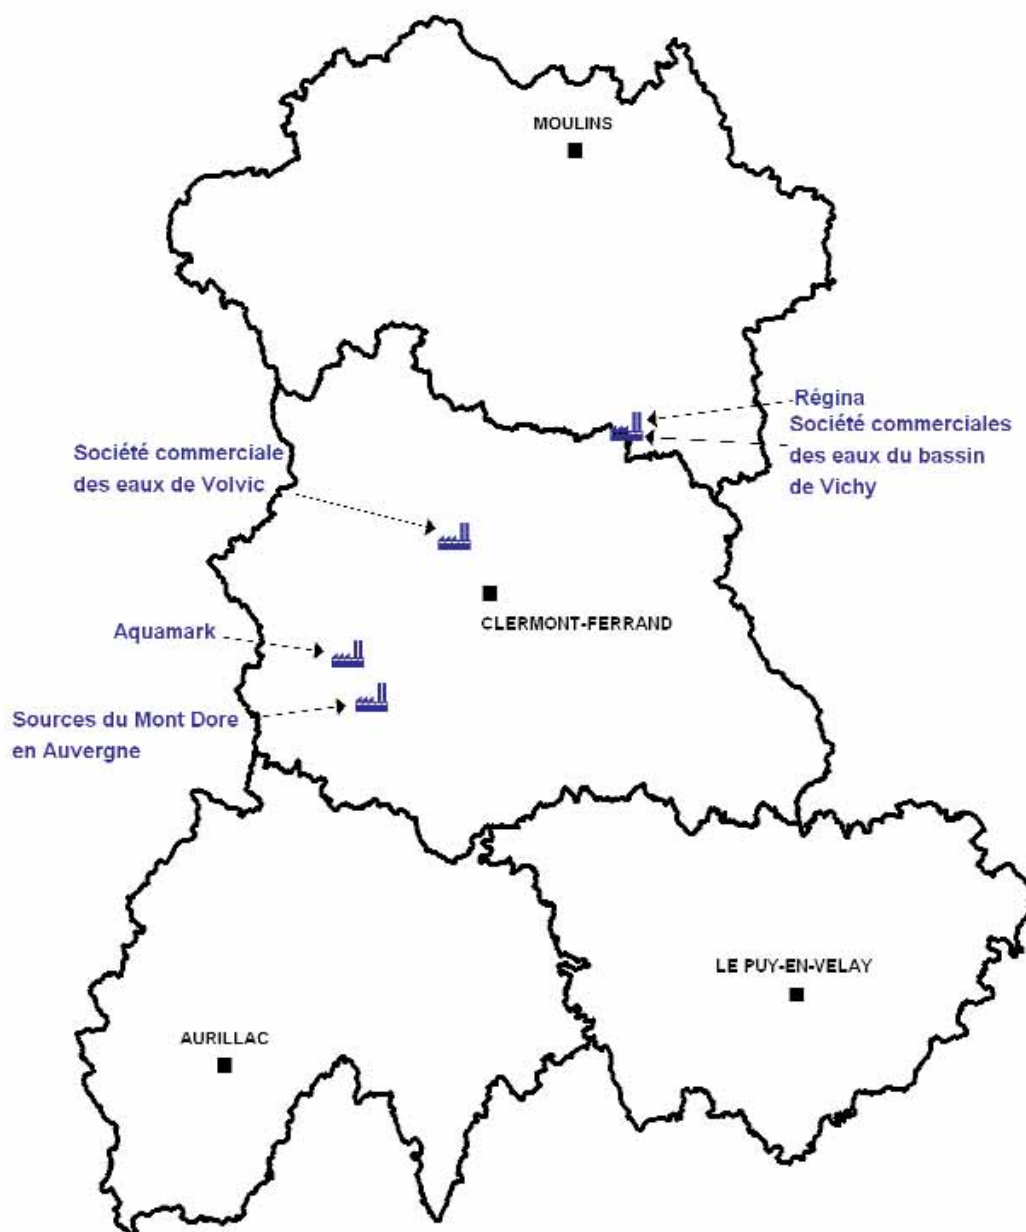 MOULINS
Régina
Société commerciales
des eaux du bassin
de Vichy
Société commerciale
des eaux de Volvic
CLERMONT-FERRAND
Aquamark
Sources du Mont Dore
en Auvergne
LE PUY-EN-VELAY
AURILLAC